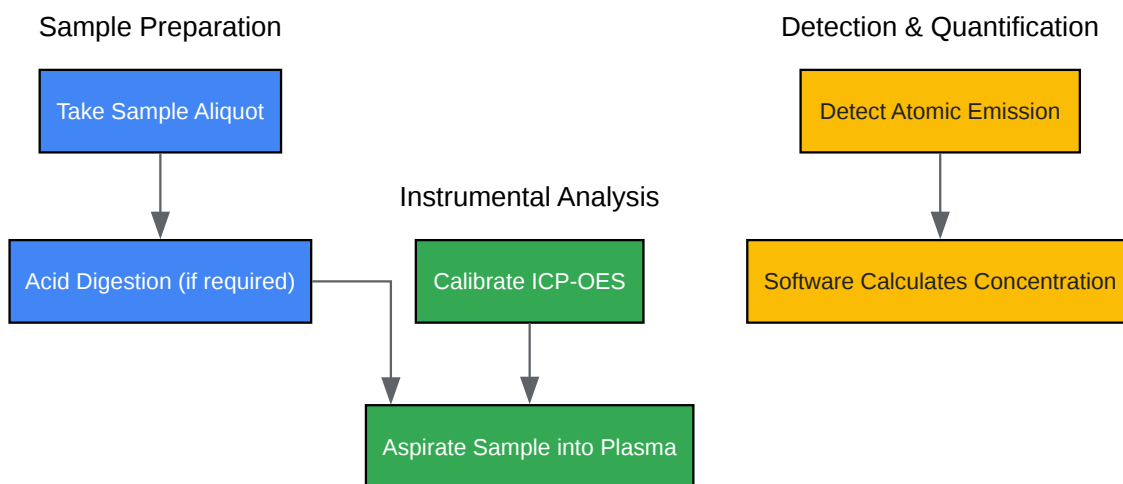 Sample Preparation
Take Sample Aliquot
Acid Digestion (if required)
Instrumental Analysis
Calibrate ICP-OES
Aspirate Sample into Plasma
Detection & Quantification
Detect Atomic Emission
Software Calculates Concentration